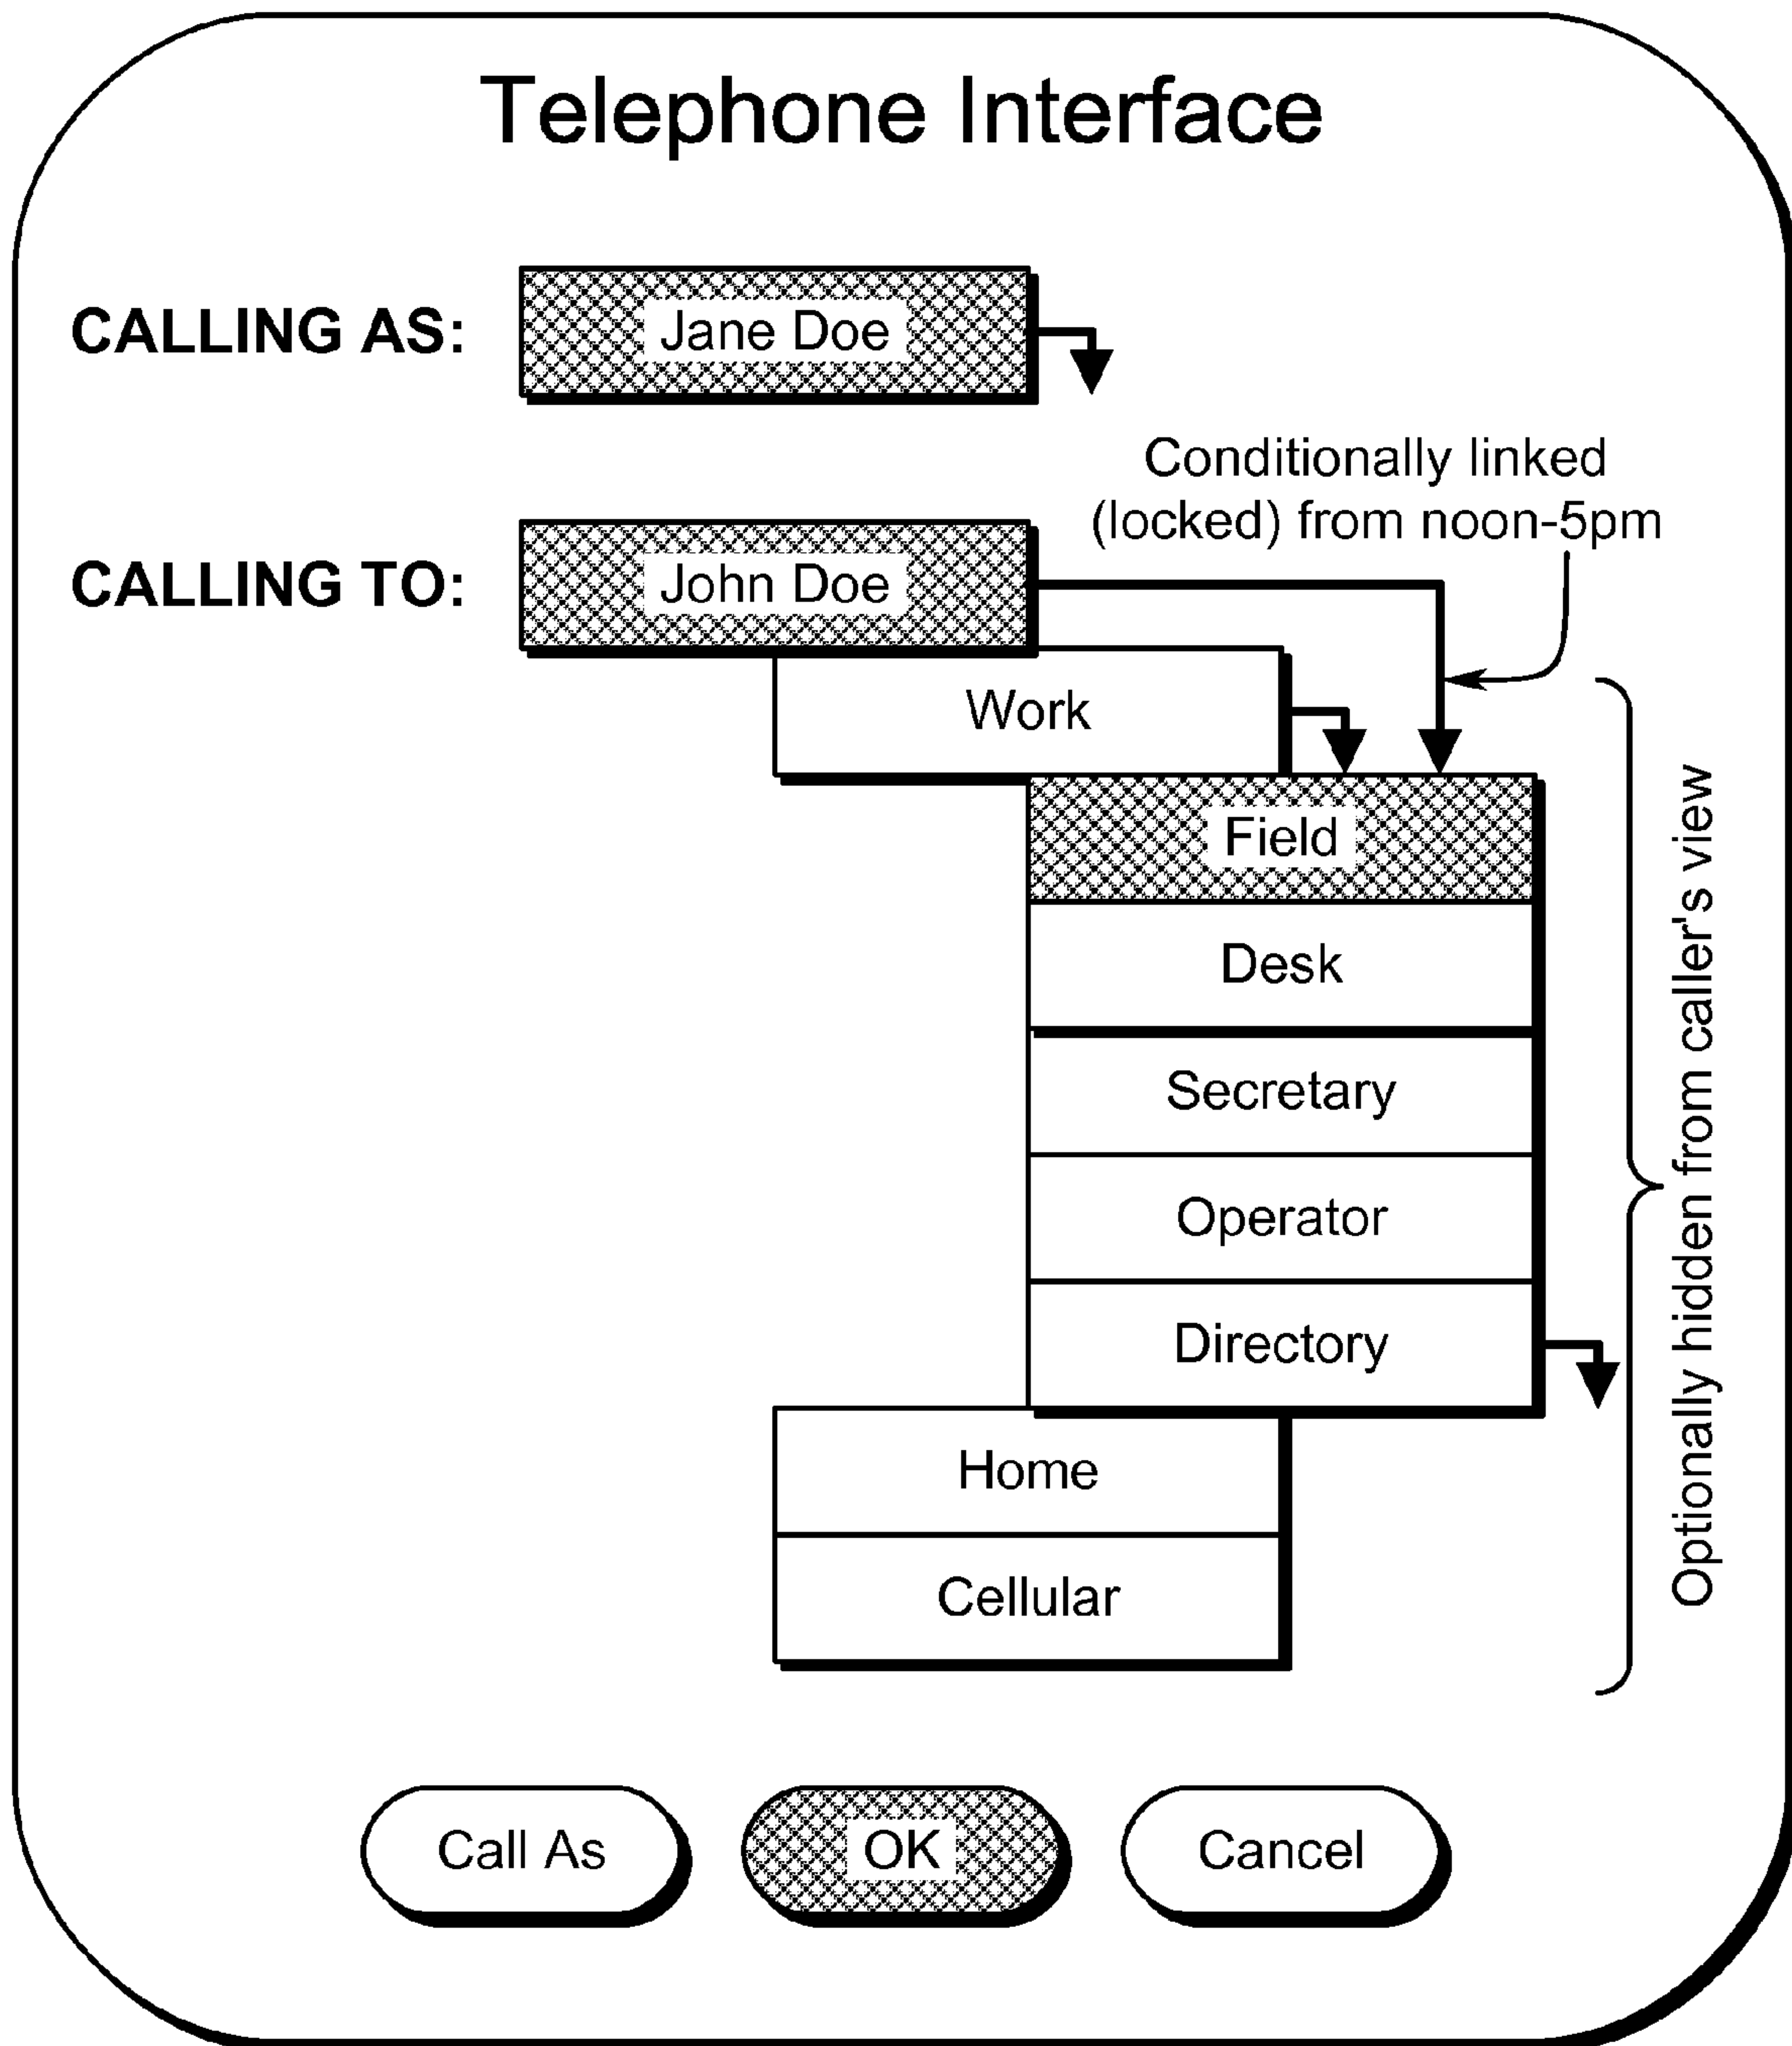 Telephone Interface
CALLING AS:
Jane Doe
Conditionally linked
(locked) from noon-5pm
CALLING TO:
John Doe
Work
Field
Desk
Secretary
Operator
Directory
Home
Cellular
Optionally hidden from caller's view
Call As
OK
Cancel